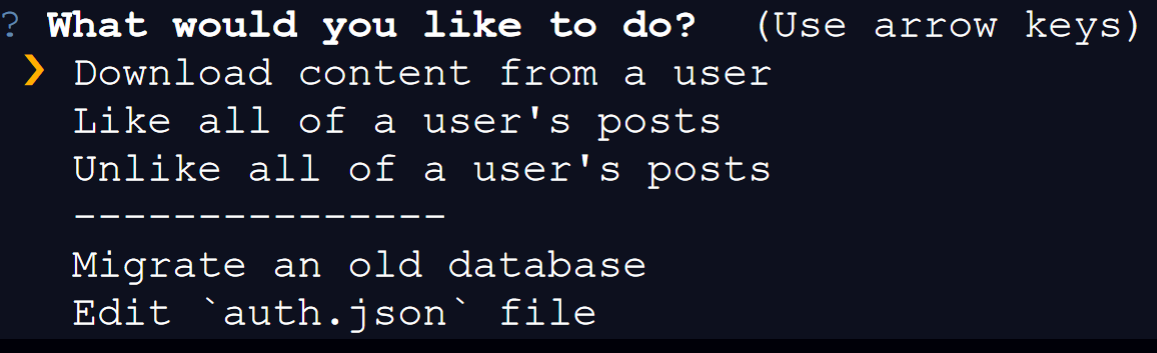 ? What would you like to do?  (Use arrow keys)
❯ Download content from a user
Like all of a user's posts
Unlike all of a user's posts
---------------
Migrate an old database
Edit `auth.json` file